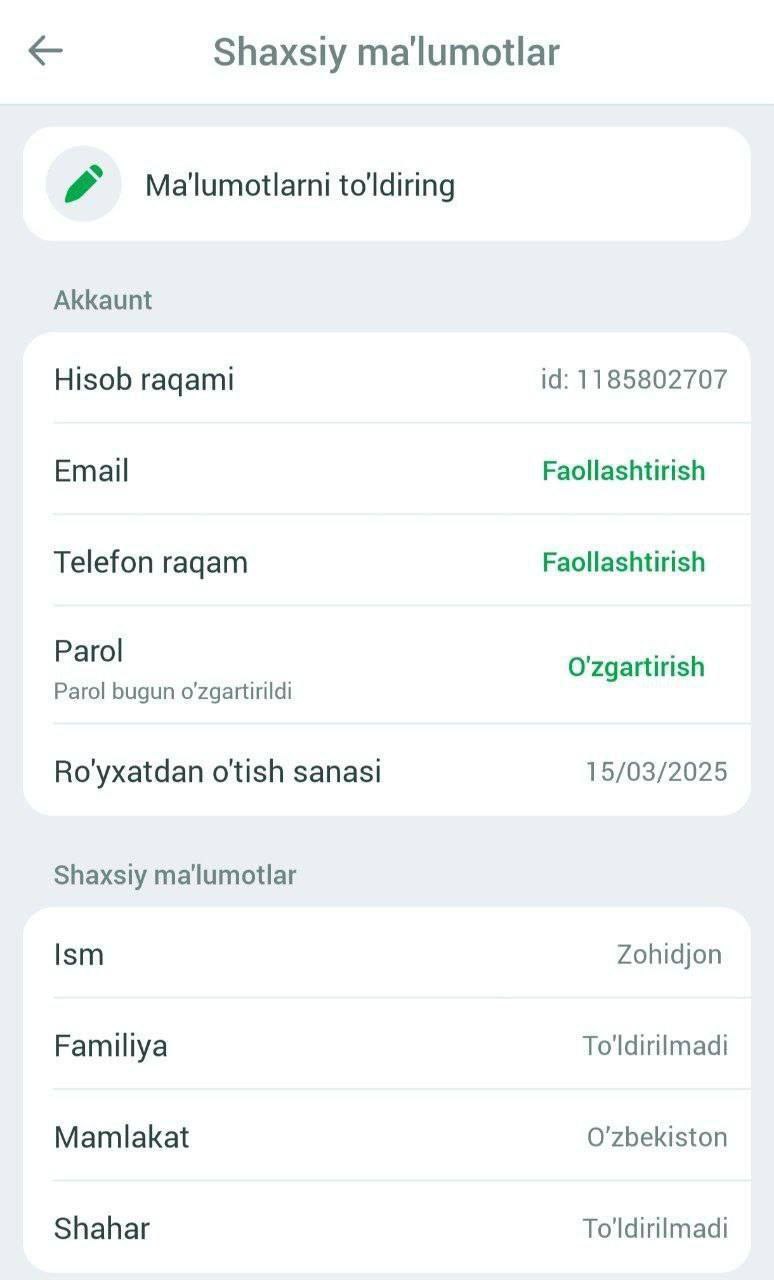 Shaxsiy ma'lumotlar
Ma'lumotlarni to'ldiring
Akkaunt
Hisob raqami id: 1185802707
Email Faollashtirish
Telefon raqam Faollashtirish
Parol O'zgartirish
Parol bugun o'zgartirildi
Ro'yxatdan o'tish sanasi 15/03/2025
Shaxsiy ma'lumotlar
Ism Zohidjon
Familiya To'ldirilmadi
Mamlakat O’zbekiston
Shahar To'ldirilmadi